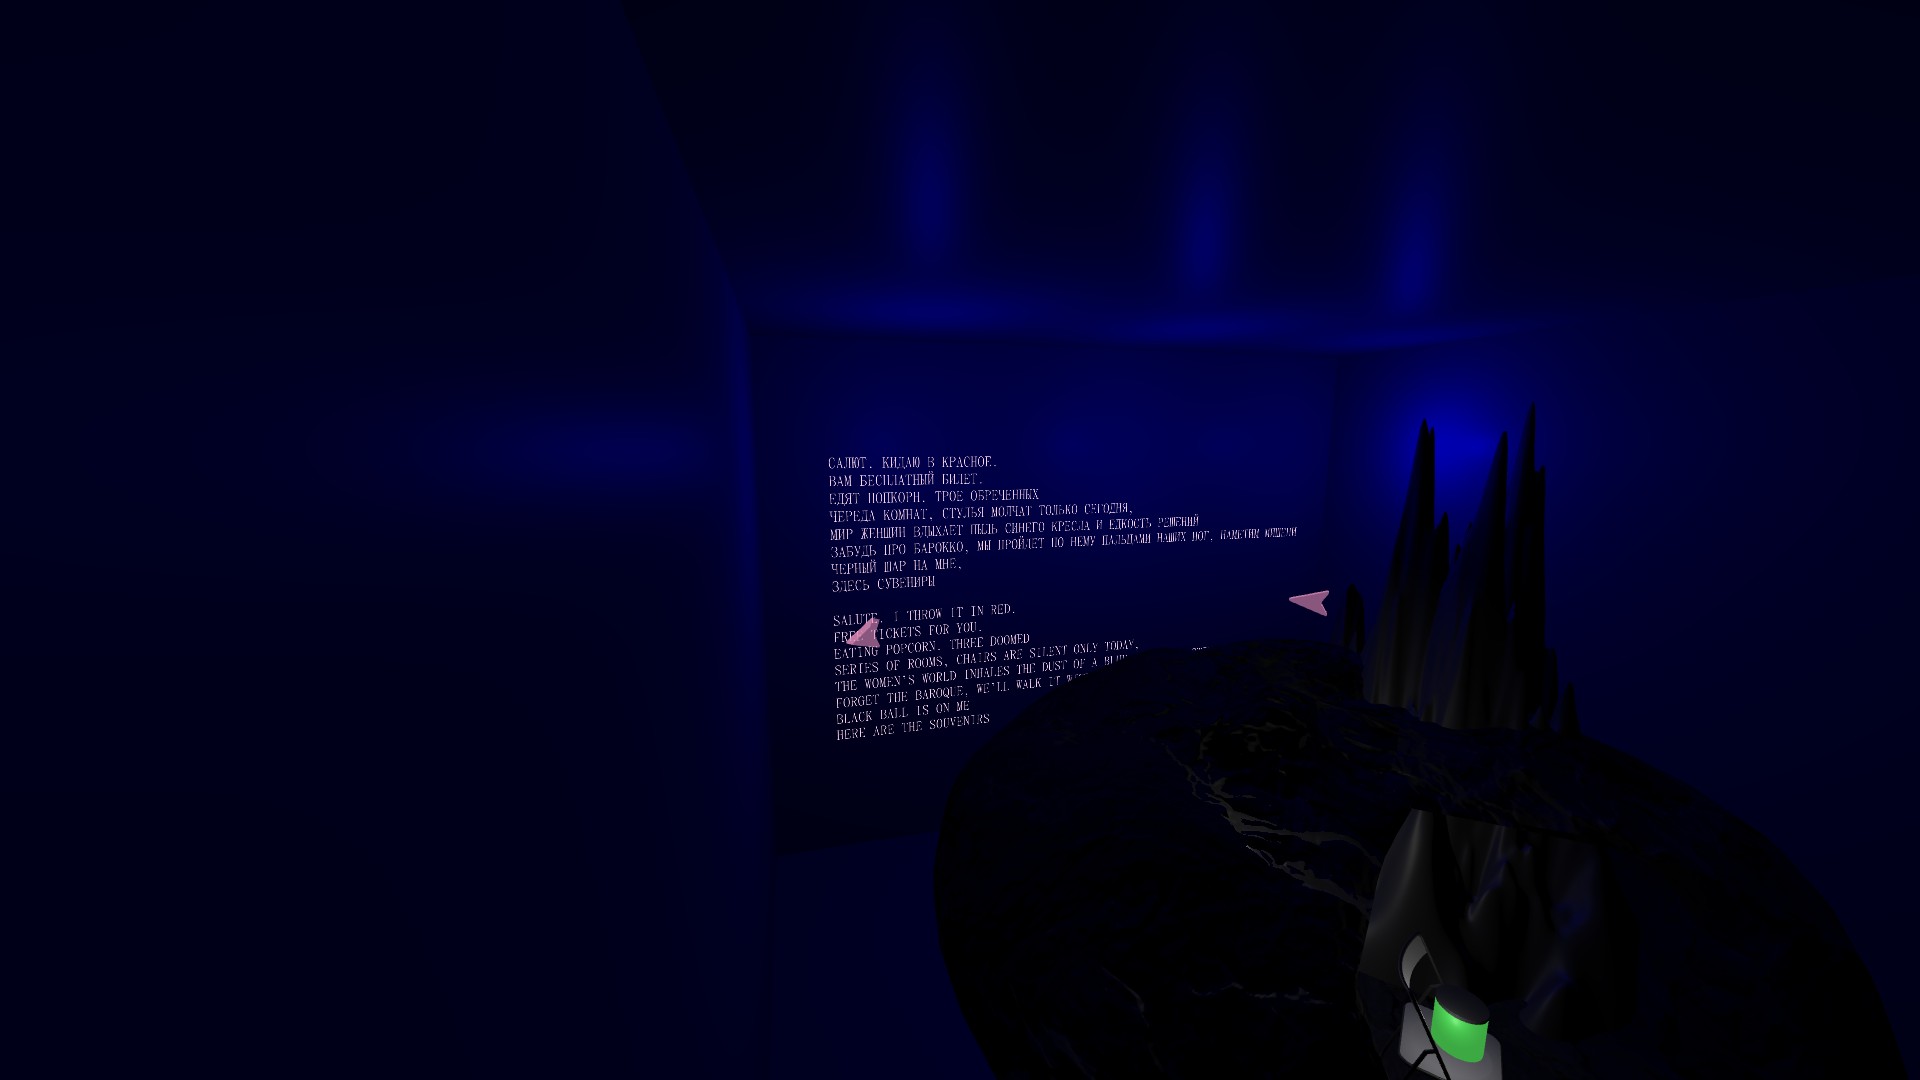 САЛЮТ. КИДАЮ В КРАСНОЕ.
ВАМ БЕСПЛАТНЫЙ БИЛЕТ.
ЕДЯТ ПОПКОРН. ТРОЕ ОБРЕЧЕННЫХ
ЧЕРЕДА КОМНАТ, СТУЛЬЯ МОЛЧАТ ТОЛЬКО СЕГОДНЯ,
МИР ЖЕНЩИН ВДЫХАЕТ ПЫЛЬ СИНЕГО КРЕСЛА И ЕДКОСТЬ РЕШЕНИЙ
ЗАБУДЬ ПРО БАРОККО, МЫ ПРОЙДЕТ ПО НЕМУ ПАЛЬЦАМИ НАШИХ НОГ, НАМЕТИМ МИШЕНИ
ЧЕРНЫЙ ШАР НА МНЕ,
ЗДЕСЬ СУВЕНИРЫ
SALUTE. I THROW IT IN RED.
FREE TICKETS FOR YOU.
EATING POPCORN. THREE DOOMED
SERIES OF ROOMS, CHAIRS ARE SILENT ONLY TODAY,
THE WOMEN'S WORLD INHALES THE DUST OF A
FORGET THE BAROQUE, WE'LL WALK IT
BLACK BALL IS ON ME
HERE ARE THE SOUVENIRS